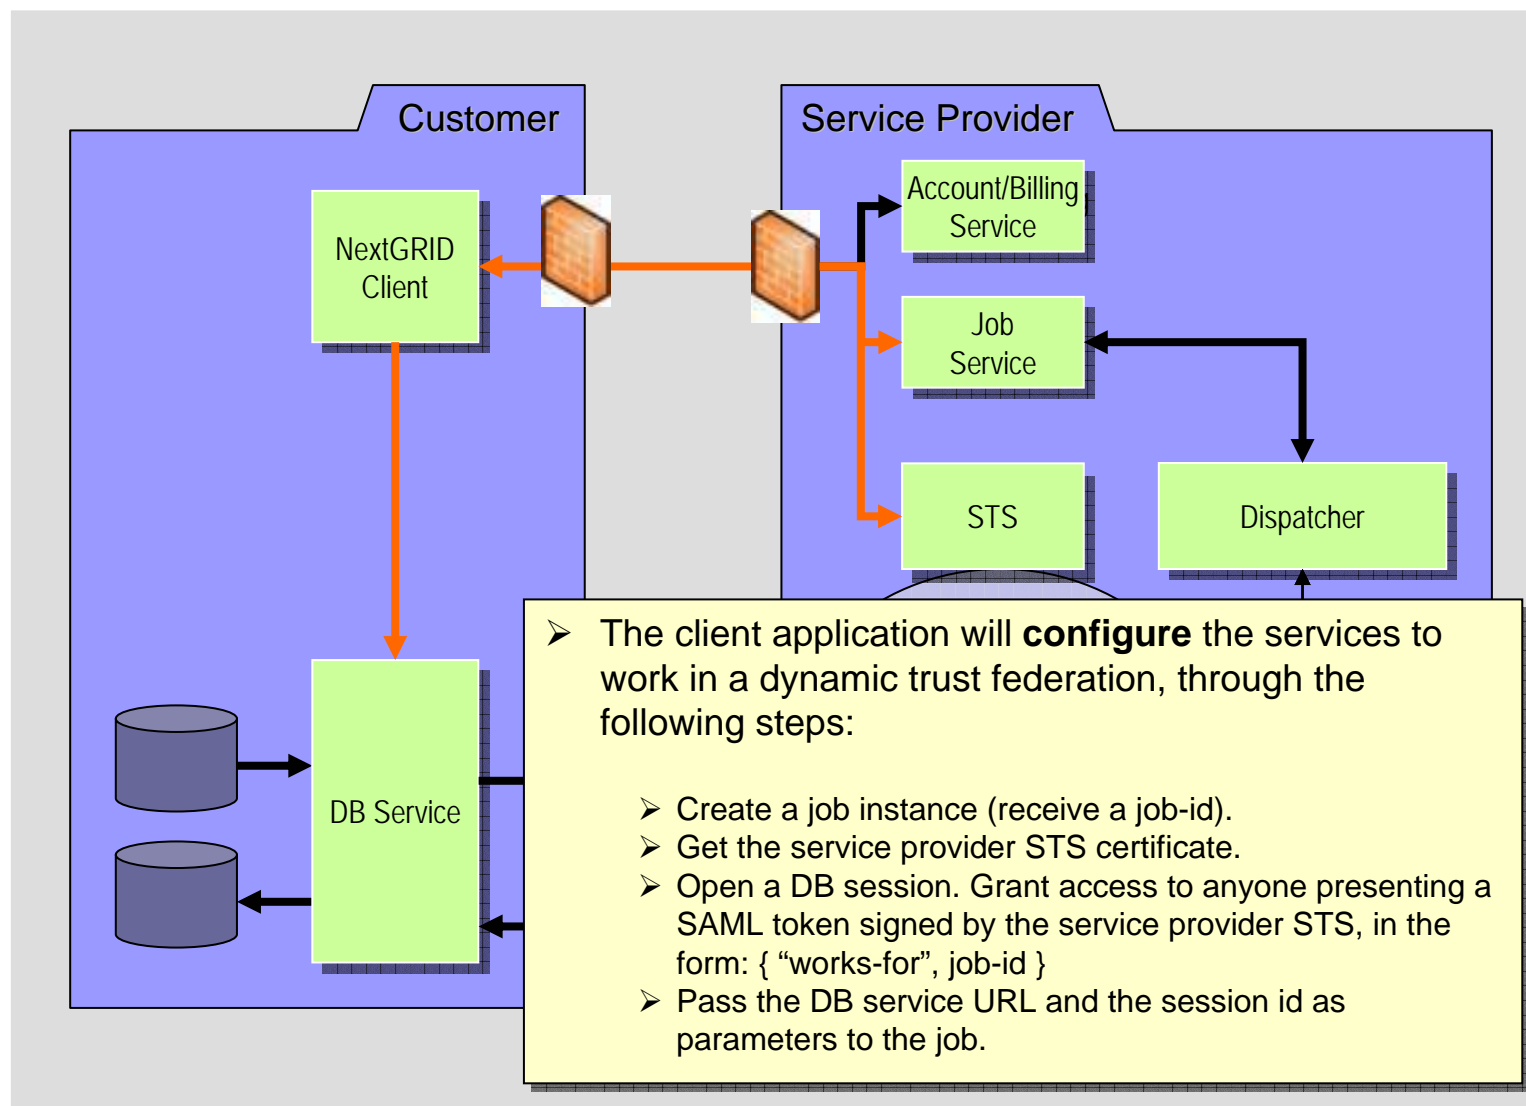 Customer
Service Provider
Account/Billing
Service
NextGRID
Client
Job
Service
STS
Dispatcher
DB Service
➢ The client application will configure the services to
work in a dynamic trust federation, through the
following steps:
➢ Create a job instance (receive a job-id).
➢ Get the service provider STS certificate.
➢ Open a DB session. Grant access to anyone presenting a
SAML token signed by the service provider STS, in the
form: { “works-for”, job-id }
➢ Pass the DB service URL and the session id as
parameters to the job.